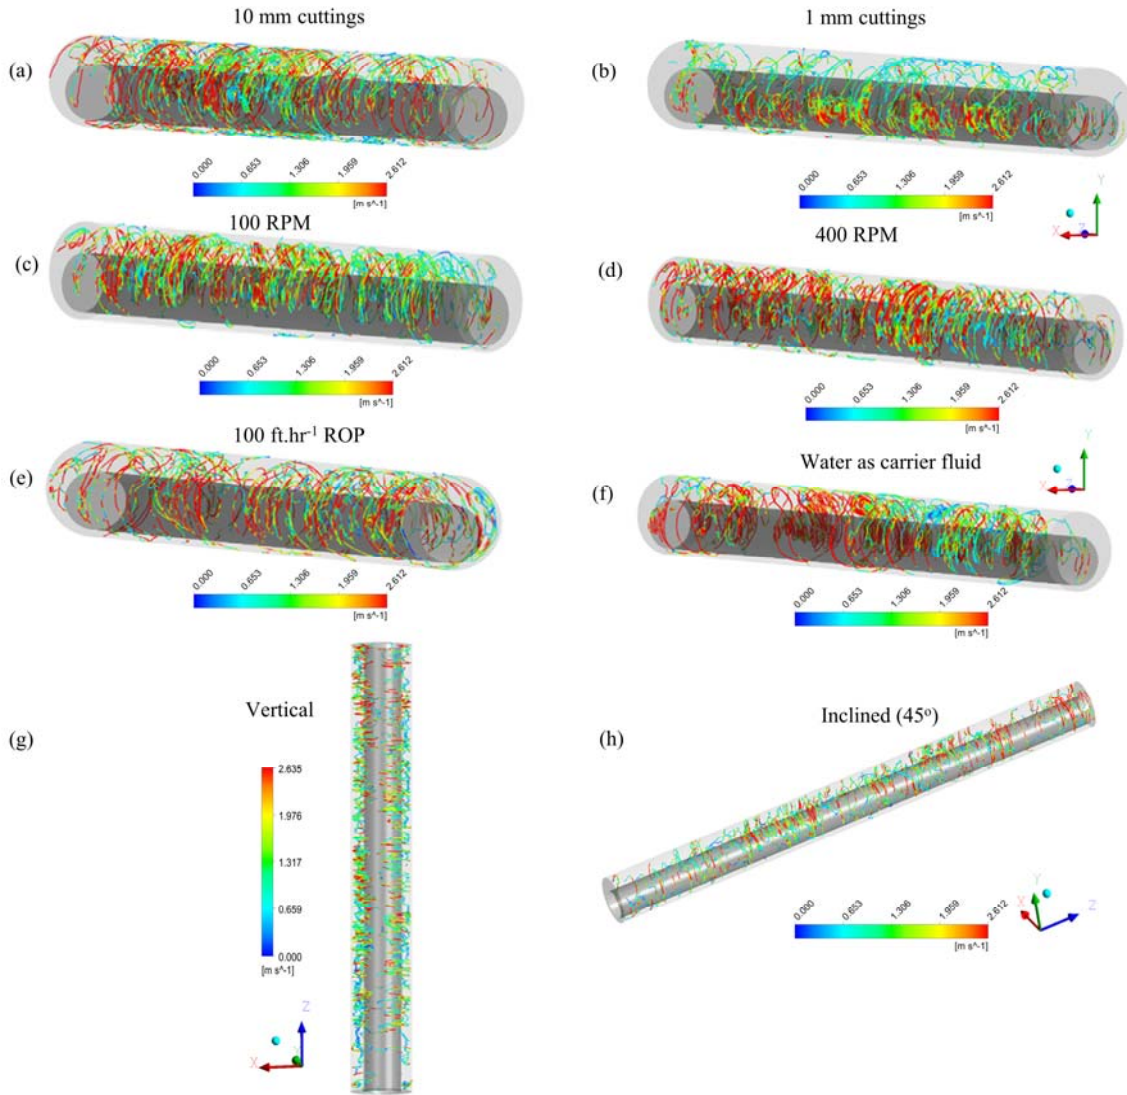 10 mm cuttings
1 mm cuttings
(a)
(b)
0.000 0.653 1.306 1.959 2.612
[m s^-1]
0.000 0.653 1.306 1.959 2.612
[m s^-1]
Y
X Z
100 RPM
400 RPM
(c)
(d)
0.000 0.653 1.306 1.959 2.612
[m s^-1]
0.000 0.653 1.306 1.959 2.612
[m s^-1]
100 ft.hr⁻¹ ROP
Water as carrier fluid
Y
X Z
(e)
(f)
0.000 0.653 1.306 1.959 2.612
[m s^-1]
0.000 0.653 1.306 1.959 2.612
[m s^-1]
Vertical
Inclined (45º)
(g)
(h)
2.635
1.976
1.317
0.659
0.000
[m s^-1]
Z
X
0.000 0.653 1.306 1.959 2.612
[m s^-1]
Y
X
Z